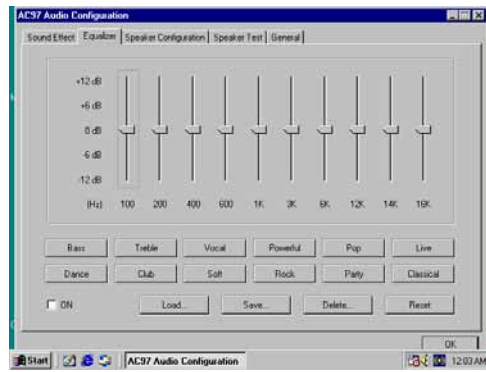 AC97 Audio Configuration
Sound Effect Equalizer Speaker Configuration Speaker Test General
+12 dB
+6 dB
0 dB
-6 dB
-12 dB
(Hz) 100 200 400 600 1K 3K 6K 12K 14K 16K
Bass Treble Vocal Powerful Pop Live
Dance Club Soft Rock Party Classical
ON Load... Save... Delete... Reset
OK
Start AC97 Audio Configuration 12:03 AM